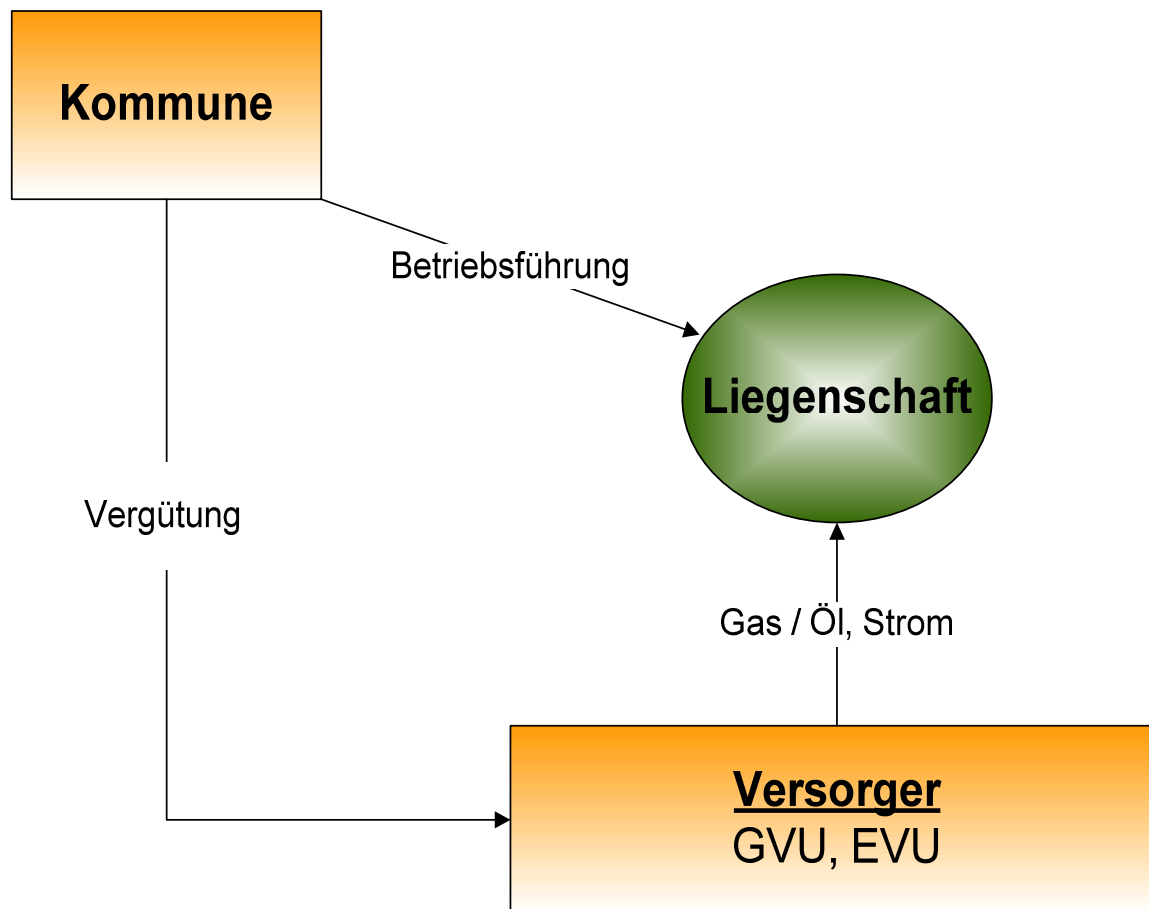 Kommune
Betriebsführung
Liegenschaft
Vergütung
Gas / Öl, Strom
Versorger
GVU, EVU